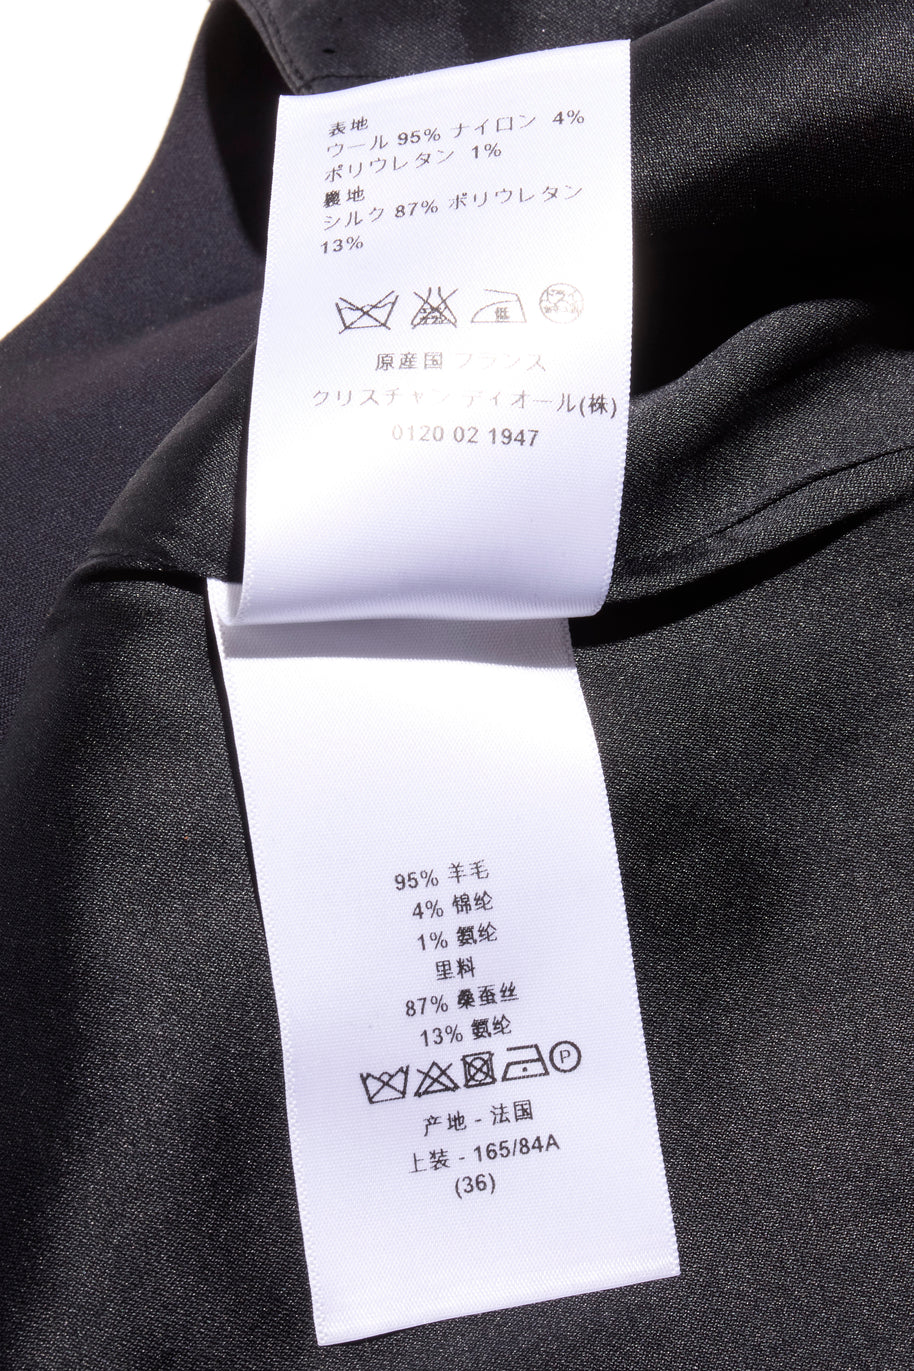 表地
ウール 95% ナイロン 4%
ポリウレタン 1%
裏地
シルク 87% ポリウレタン
13%
低
原産国 フランス
クリスチャン ディオール(株)
0120 02 1947
95% 羊毛
4% 锦纶
1% 氨纶
里料
87% 桑蚕丝
13% 氨纶
P
产地 - 法国
上装 - 165/84A
(36)